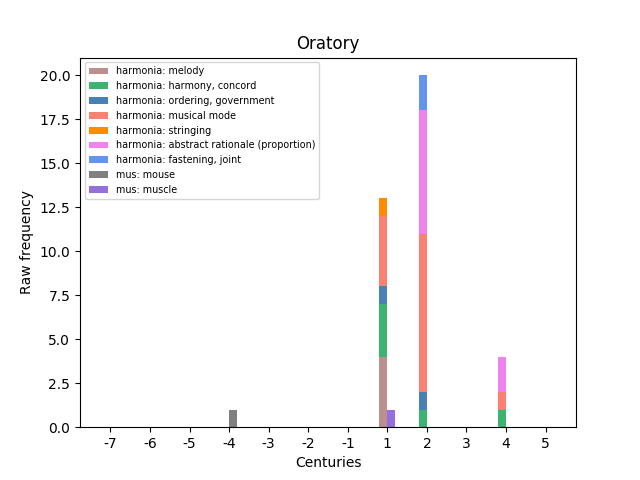 Oratory
harmonia: melody
harmonia: harmony, concord
harmonia: ordering, government
harmonia: musical mode
harmonia: stringing
harmonia: abstract rationale (proportion)
harmonia: fastening, joint
mus: mouse
mus: muscle
Raw frequency
20.0
17.5
15.0
12.5
10.0
7.5
5.0
2.5
0.0
-7 -6 -5 -4 -3 -2 -1 1 2 3 4 5
Centuries